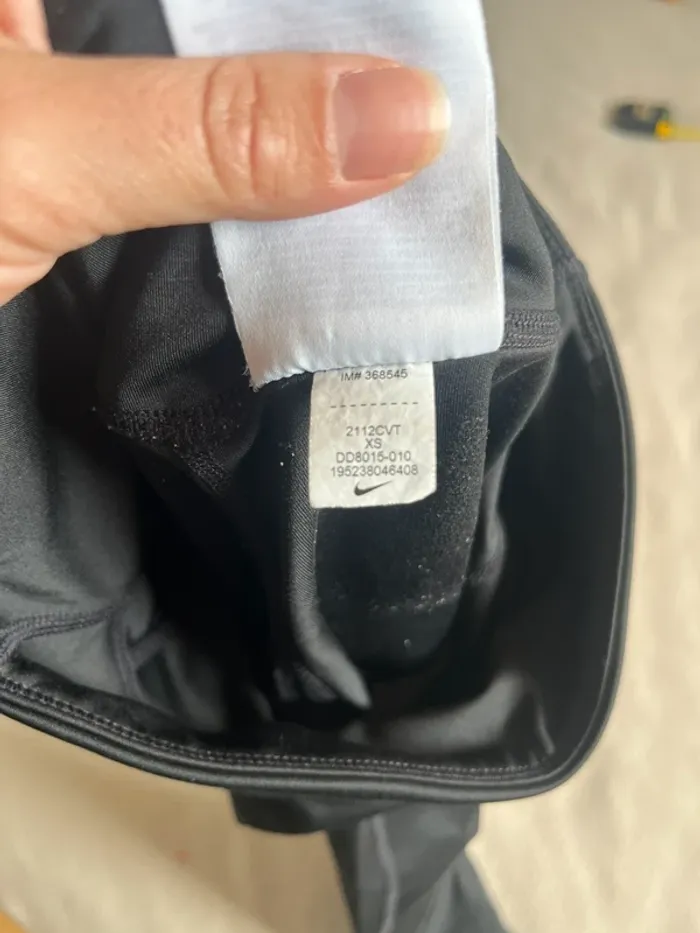 IM# 368545
2112CVT
XS
DD8015-010
195238046408